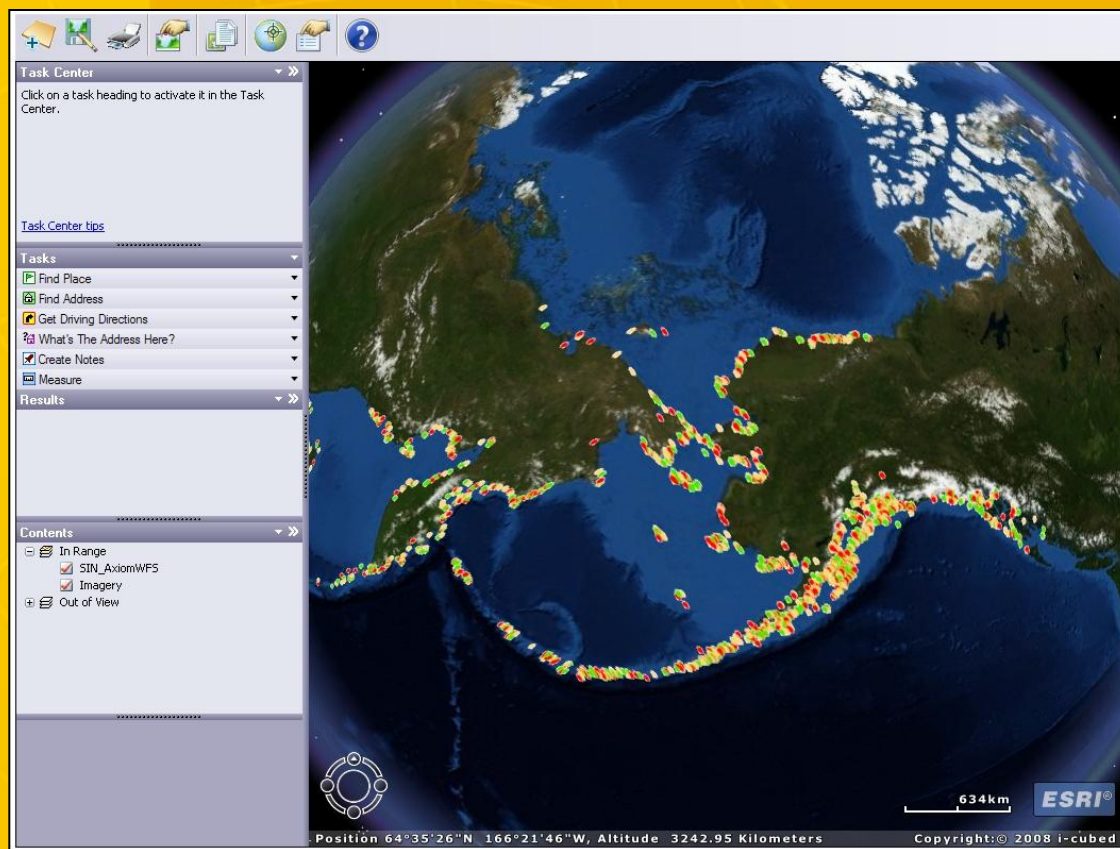 Task Center
Click on a task heading to activate it in the Task
Center.
Task Center tips
Tasks
Find Place
Find Address
Get Driving Directions
What's The Address Here?
Create Notes
Measure
Results
Contents
In Range
SIN_AxiomWFS
Imagery
Out of View
634km
ESRI®
Position 64°35'26"N 166°21'46"W, Altitude 3242.95 Kilometers
Copyright:© 2008 i-cubed